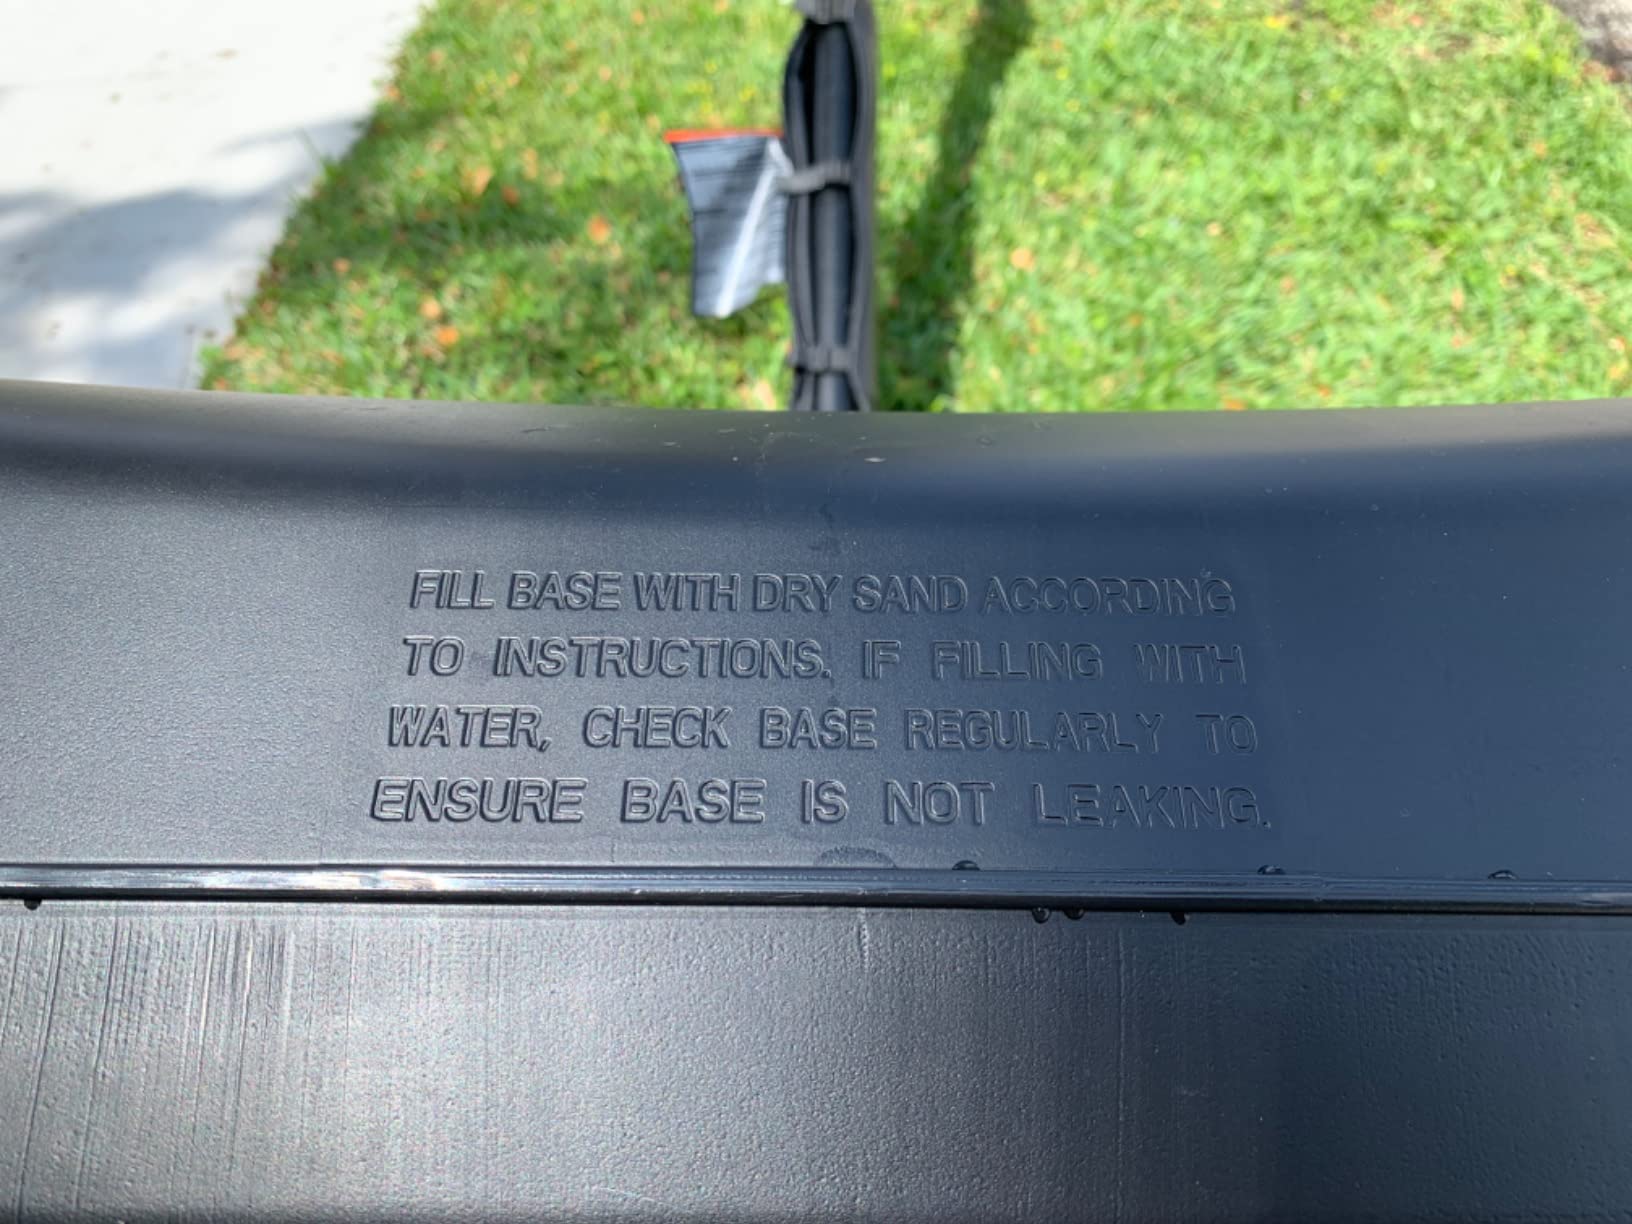 FILL BASE WITH DRY SAND ACCORDING
TO INSTRUCTIONS. IF FILLING WITH
WATER, CHECK BASE REGULARLY TO
ENSURE BASE IS NOT LEAKING.